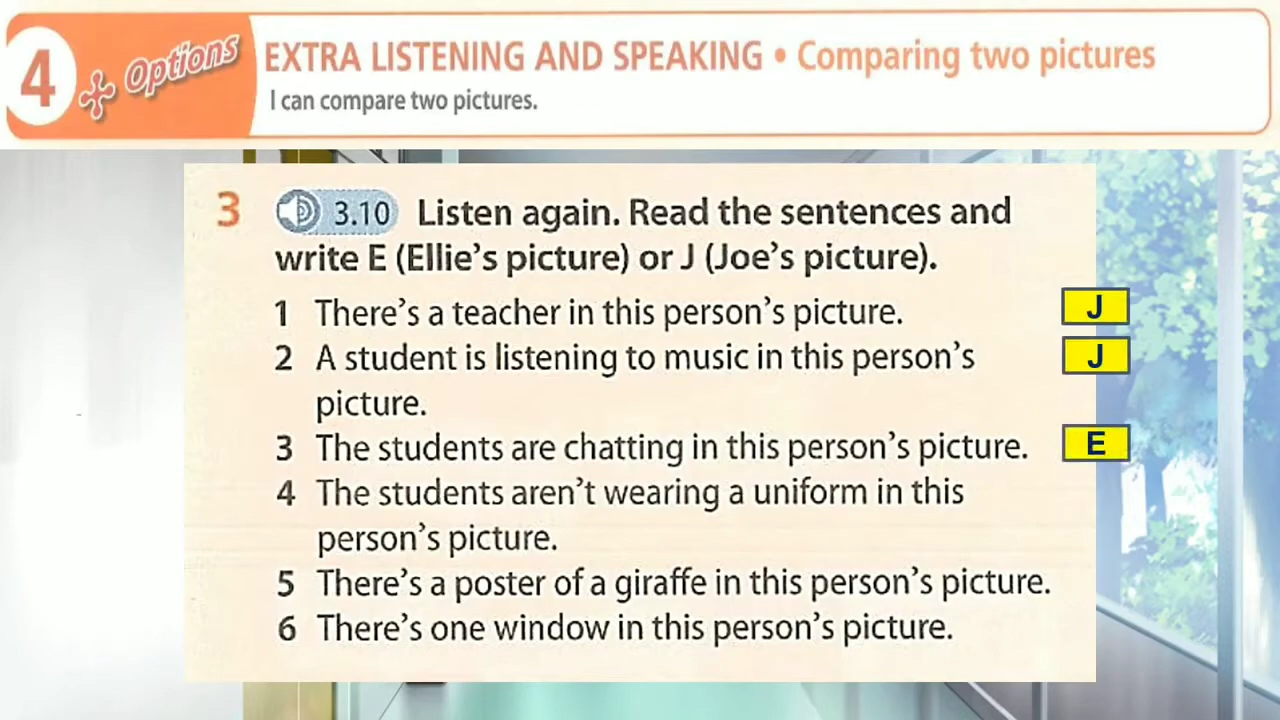 4 Options EXTRA LISTENING AND SPEAKING • Comparing two pictures
I can compare two pictures.
3 3.10 Listen again. Read the sentences and
write E (Ellie's picture) or J (Joe's picture).
1 There's a teacher in this person's picture. J
2 A student is listening to music in this person's J
picture.
3 The students are chatting in this person's picture. E
4 The students aren't wearing a uniform in this
person's picture.
5 There's a poster of a giraffe in this person's picture.
6 There's one window in this person's picture.